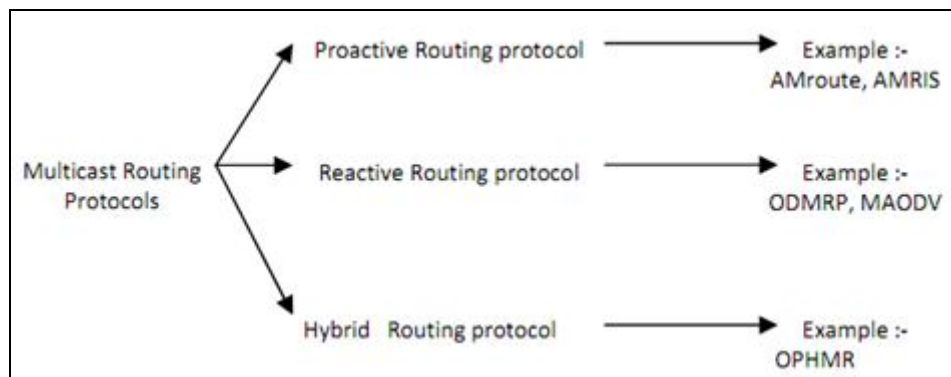 Proactive Routing protocol
Example :-
AMroute, AMRIS
Multicast Routing
Protocols
Reactive Routing protocol
Example :-
ODMRP, MAODV
Hybrid Routing protocol
Example :-
OPHMR